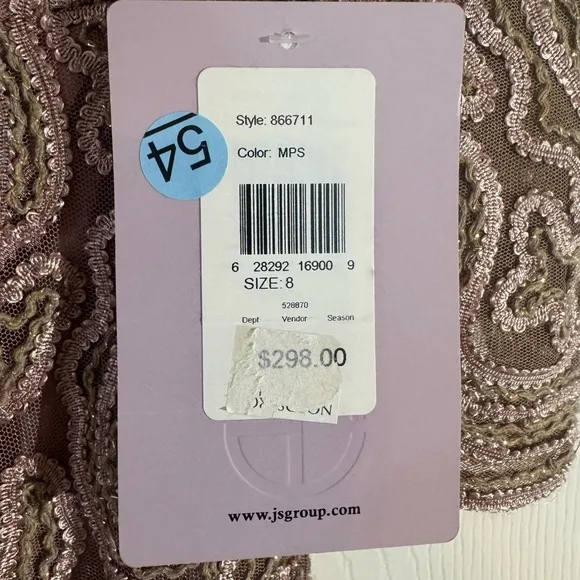 54
Style: 866711
Color: MPS
6 28292 16900 9
SIZE: 8
528870
Dept Vendor Season
$298.00
www.jsgroup.com